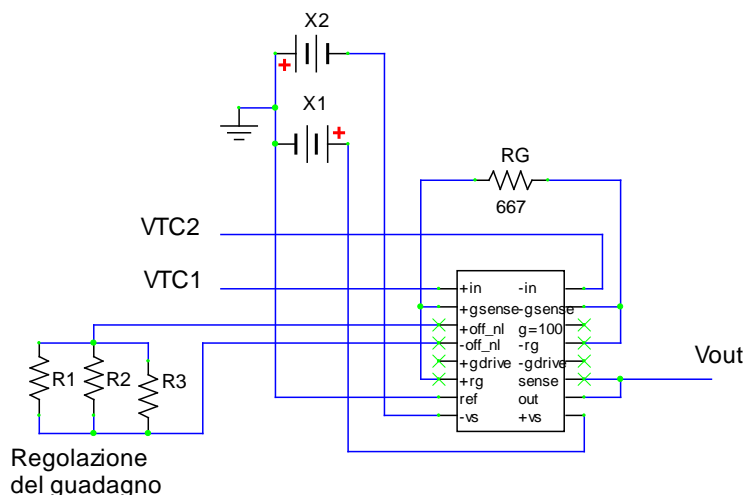 X2
+
X1
+
RG
667
VTC2
VTC1
+in -in
+gsense -gsense
+off_nl g=100
-off_nl -rg
+gdrive -gdrive
+rg sense
ref out
-vs +vs
Vout
R1 R2 R3
Regolazione
del guadagno